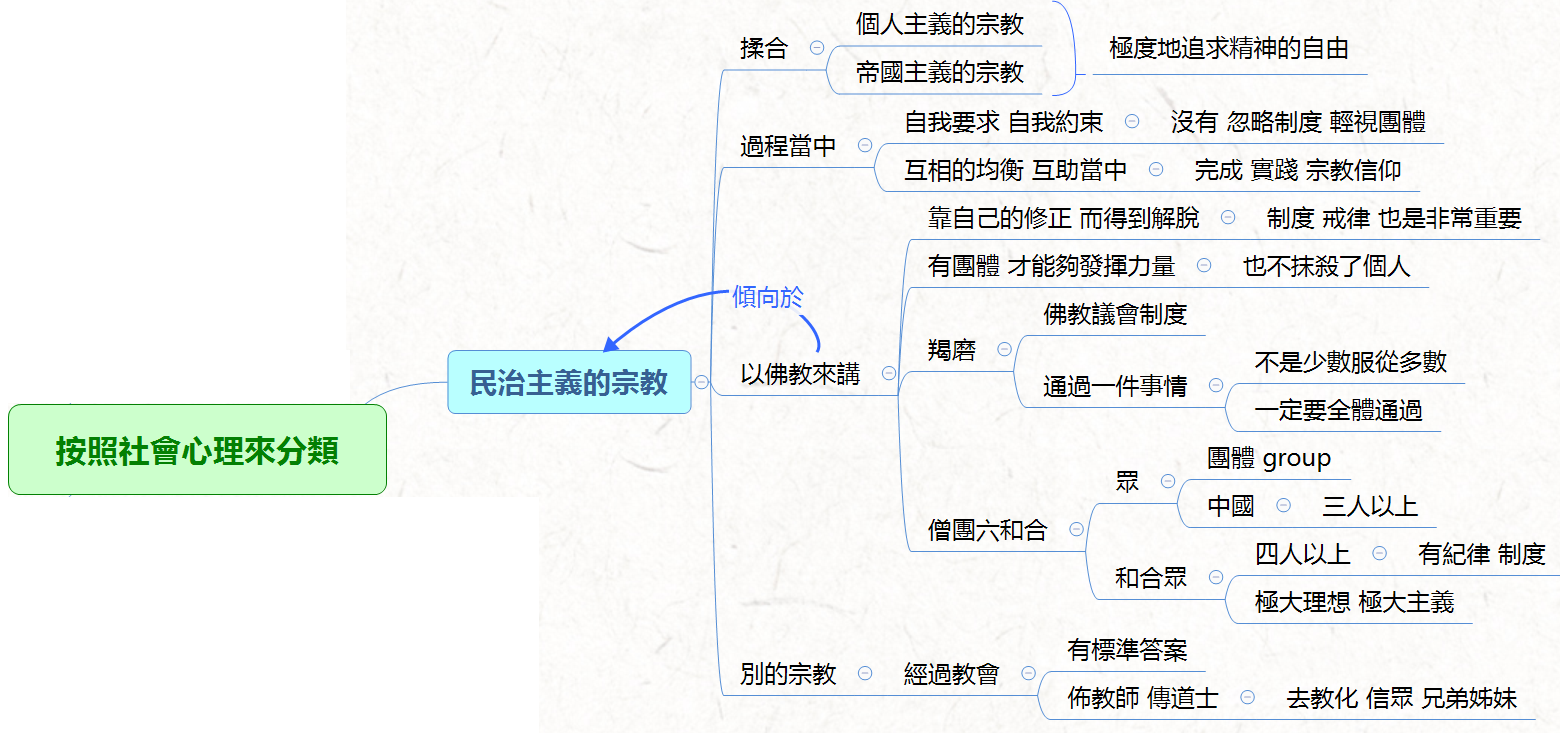 按照社會心理來分類
民治主義的宗教
揉合
個人主義的宗教
帝國主義的宗教
極度地追求精神的自由
過程當中
自我要求 自我約束
沒有 忽略制度 輕視團體
互相的均衡 互助當中
完成 實踐 宗教信仰
傾向於
以佛教來講
靠自己的修正 而得到解脫
制度 戒律 也是非常重要
有團體 才能夠發揮力量
也不抹殺了個人
羯磨
佛教議會制度
通過一件事情
不是少數服從多數
一定要全體通過
僧團六和合
眾
團體 group
中國
三人以上
和合眾
四人以上
有紀律 制度
極大理想 極大主義
別的宗教
經過教會
有標準答案
佈教師 傳道士
去教化 信眾 兄弟姊妹